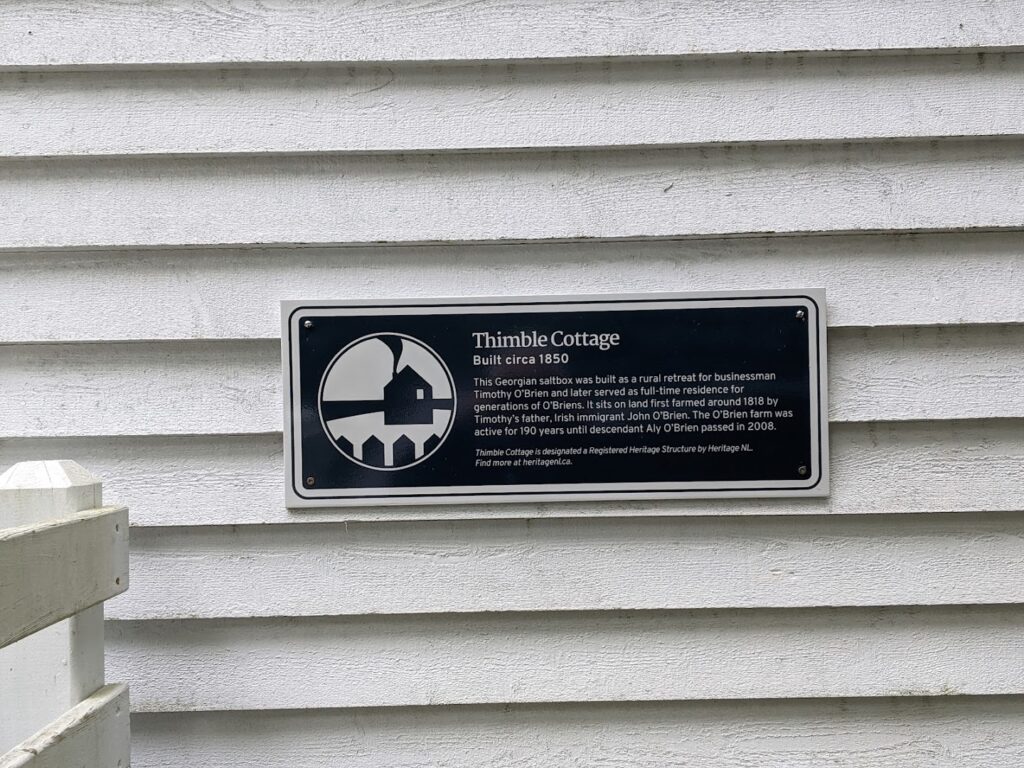 Thimble Cottage
Built circa 1850
This Georgian saltbox was built as a rural retreat for businessman
Timothy O'Brien and later served as full-time residence for
generations of O'Briens. It sits on land first farmed around 1818 by
Timothy's father, Irish immigrant John O'Brien. The O'Brien farm was
active for 190 years until descendant Aly O'Brien passed in 2008.
Thimble Cottage is designated a Registered Heritage Structure by Heritage NL.
Find more at heritagenl.ca.